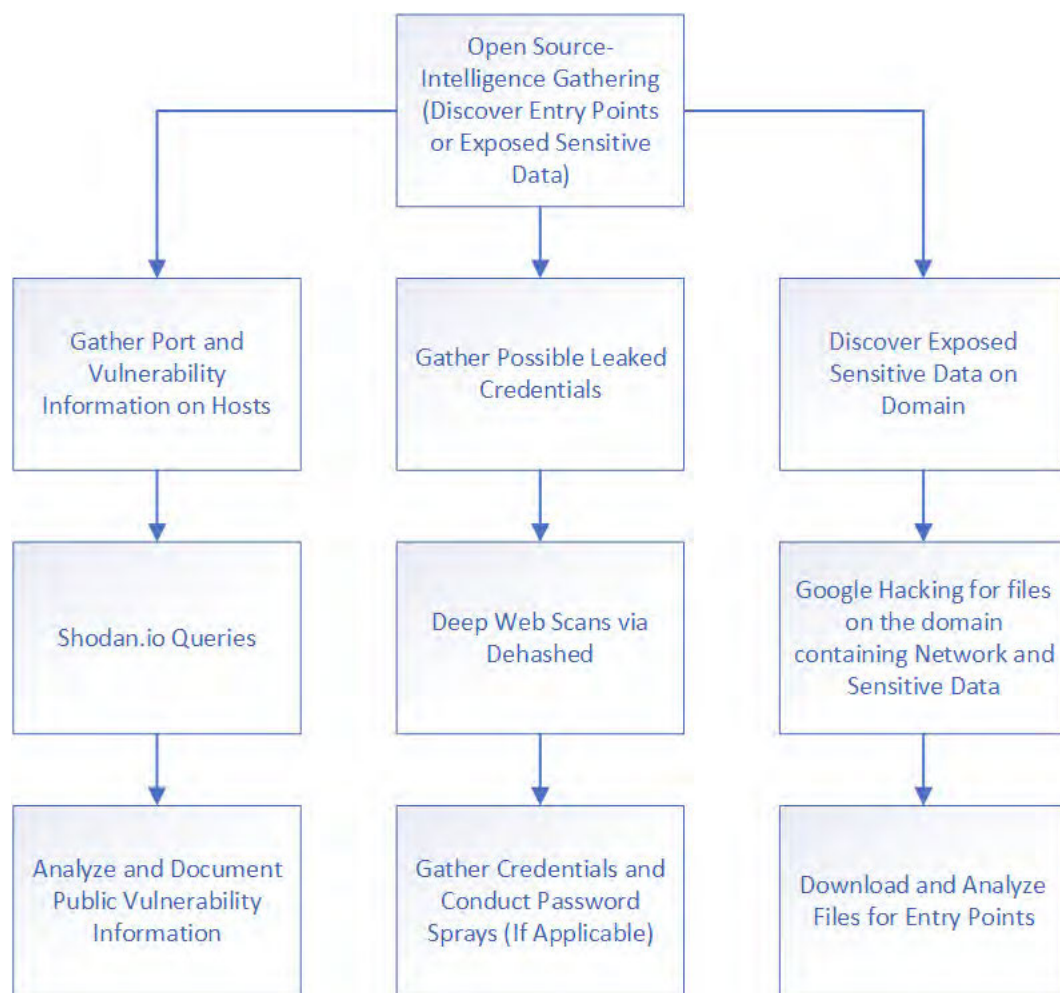 Open Source-
Intelligence Gathering
(Discover Entry Points
or Exposed Sensitive
Data)
Gather Port and
Vulnerability
Information on Hosts
Gather Possible Leaked
Credentials
Discover Exposed
Sensitive Data on
Domain
Shodan.io Queries
Deep Web Scans via
Dehashed
Google Hacking for files
on the domain
containing Network and
Sensitive Data
Analyze and Document
Public Vulnerability
Information
Gather Credentials and
Conduct Password
Sprays (If Applicable)
Download and Analyze
Files for Entry Points